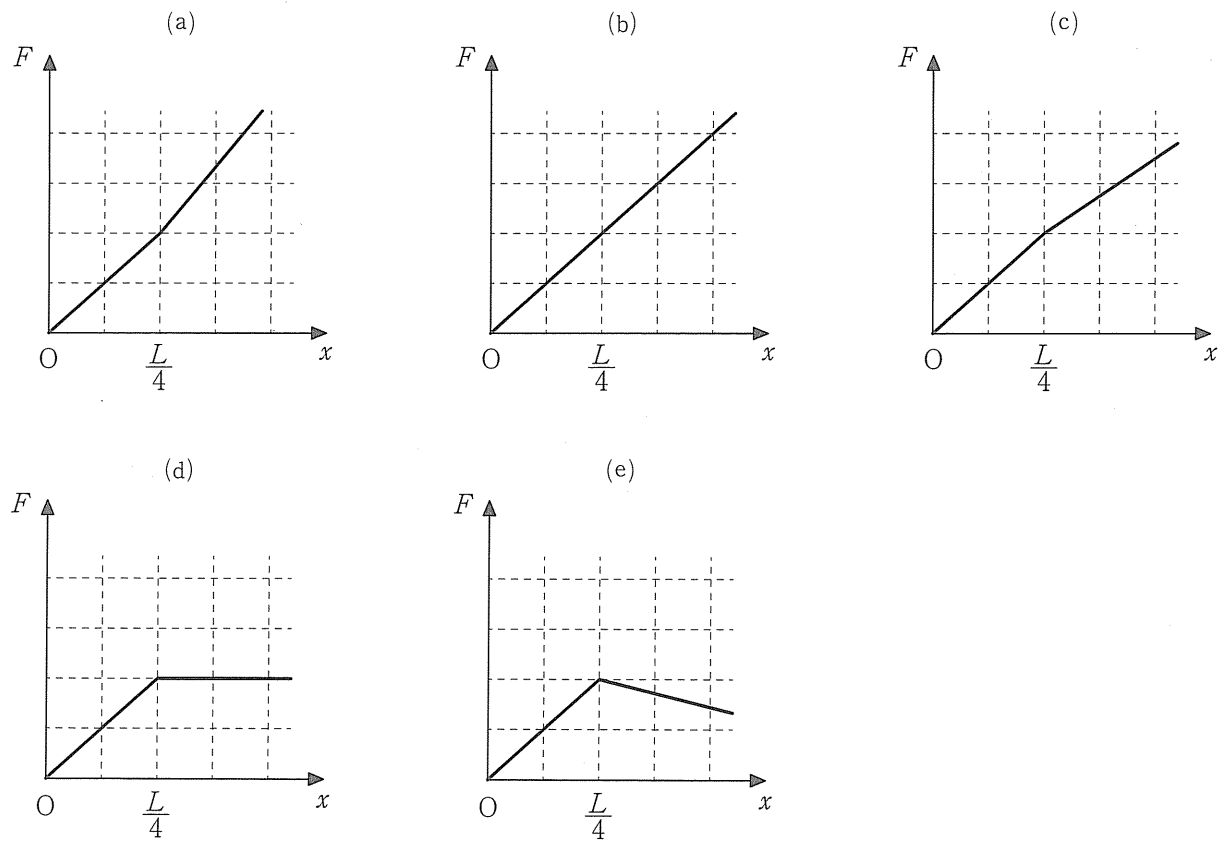 (a) (b) (c)
F F F
O L/4 x O L/4 x O L/4 x
(d) (e)
F F
O L/4 x O L/4 x